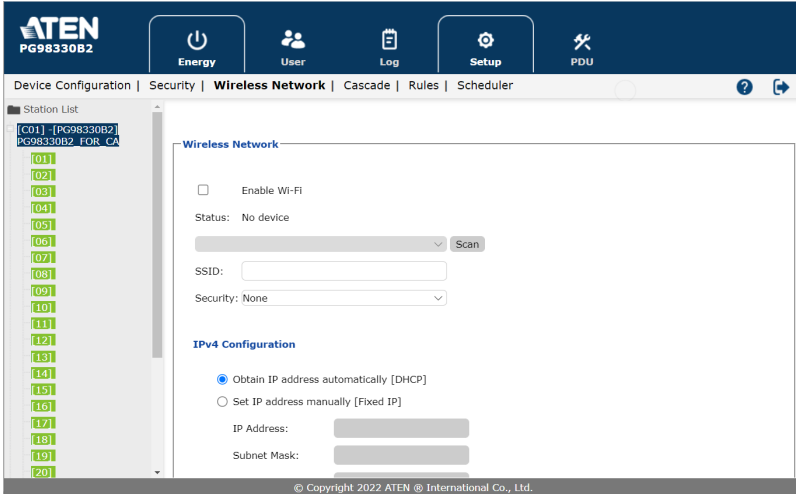 ATEN
PG98330B2
Energy User Log Setup PDU
Device Configuration | Security | Wireless Network | Cascade | Rules | Scheduler
?
Station List
[C01] -[PG98330B2]
PG98330B2_FOR_CA
[01]
[02]
[03]
[04]
[05]
[06]
[07]
[08]
[09]
[10]
[11]
[12]
[13]
[14]
[15]
[16]
[17]
[18]
[19]
[20]
Wireless Network
Enable Wi-Fi
Status: No device
Scan
SSID:
Security: None
IPv4 Configuration
Obtain IP address automatically [DHCP]
Set IP address manually [Fixed IP]
IP Address:
Subnet Mask:
© Copyright 2022 ATEN ® International Co., Ltd.